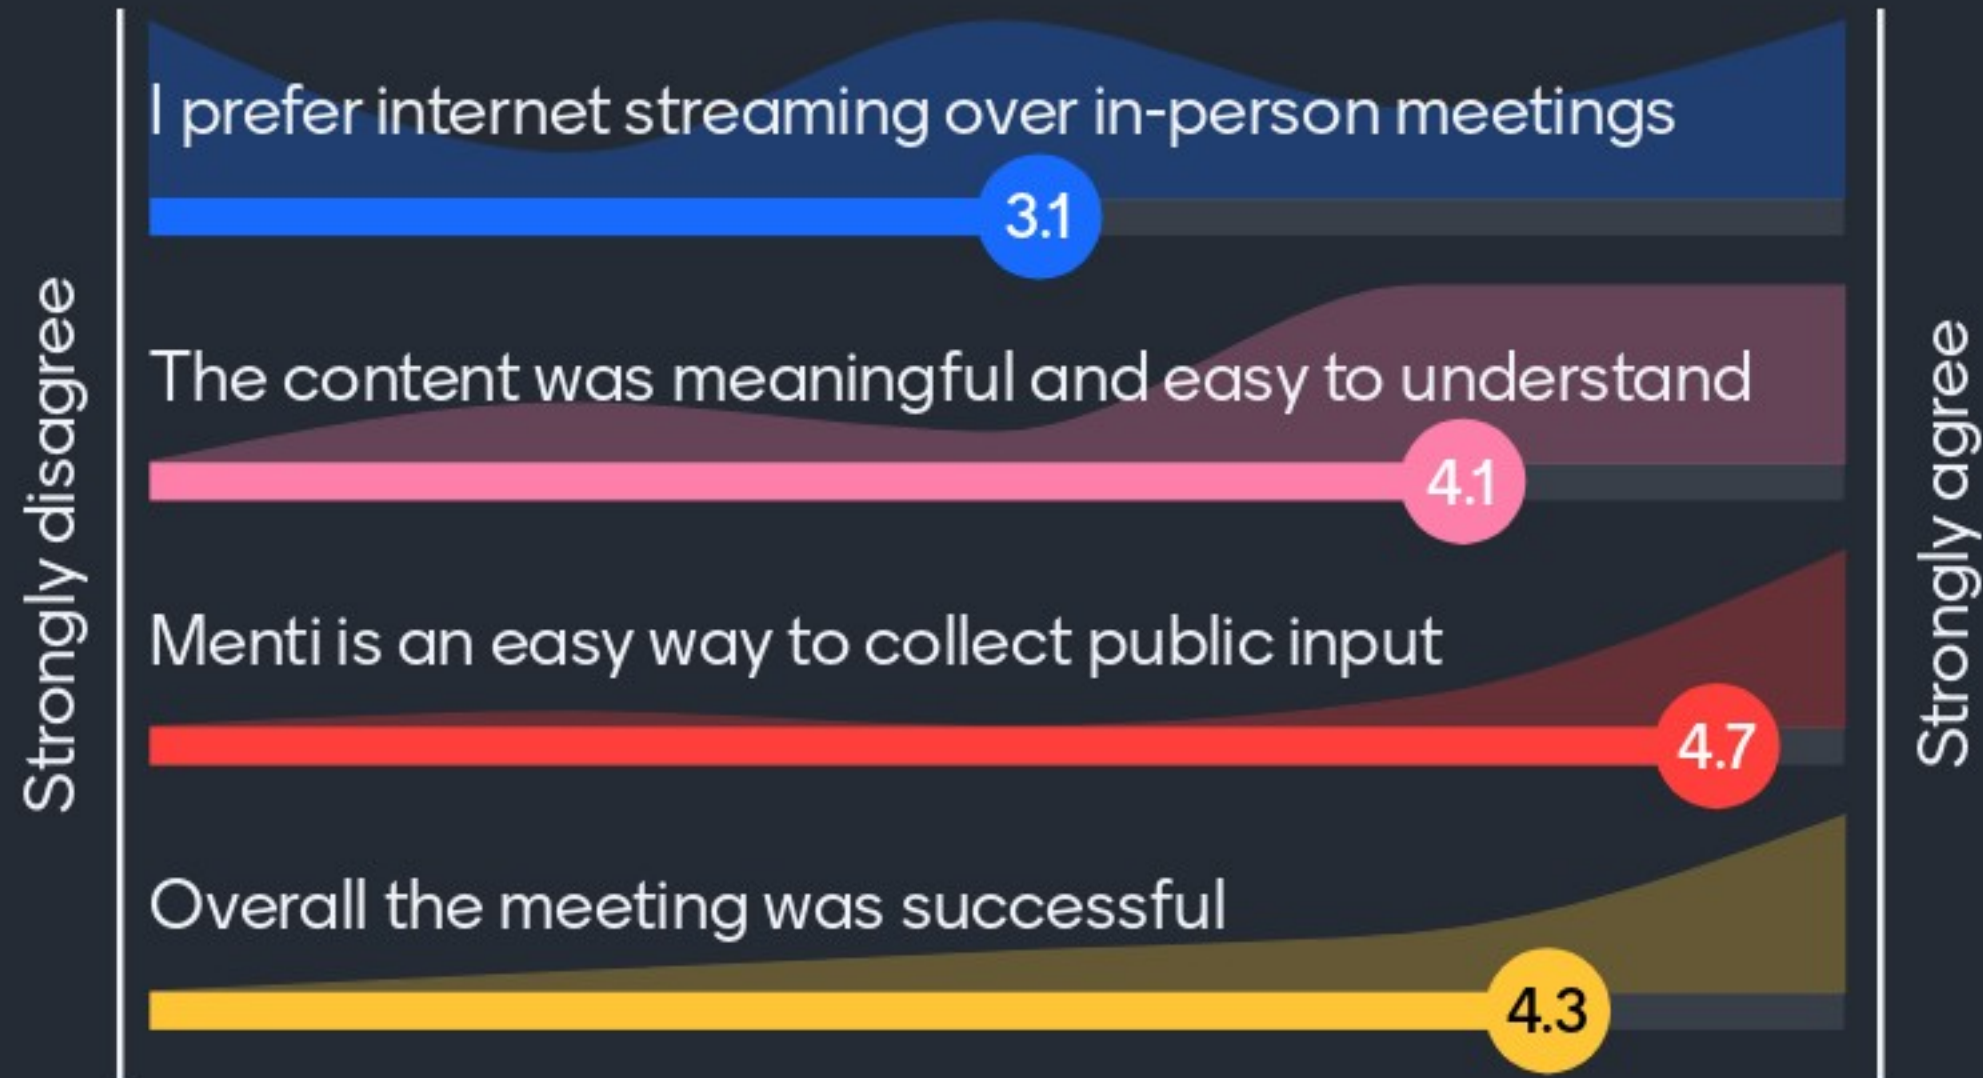 Strongly disagree
I prefer internet streaming over in-person meetings
3.1
The content was meaningful and easy to understand
4.1
Menti is an easy way to collect public input
4.7
Overall the meeting was successful
4.3
Strongly agree